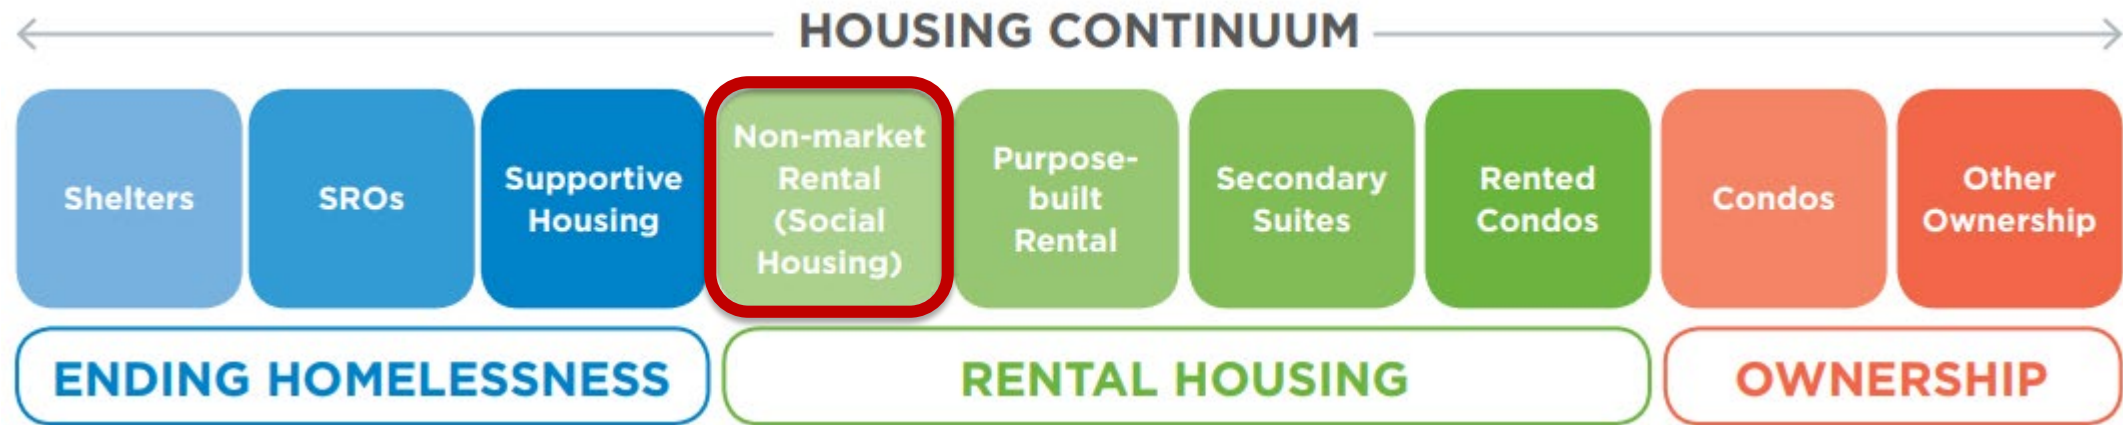 HOUSING CONTINUUM
Shelters
SROs
Supportive
Housing
Non-market
Rental
(Social
Housing)
Purpose-
built
Rental
Secondary
Suites
Rented
Condos
Condos
Other
Ownership
ENDING HOMELESSNESS
RENTAL HOUSING
OWNERSHIP